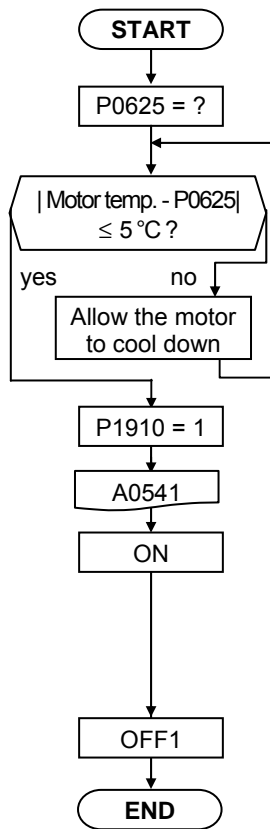 START
P0625 = ?
| Motor temp. - P0625|
≤ 5 °C ?
yes
no
Allow the motor
to cool down
P1910 = 1
A0541
ON
OFF1
END